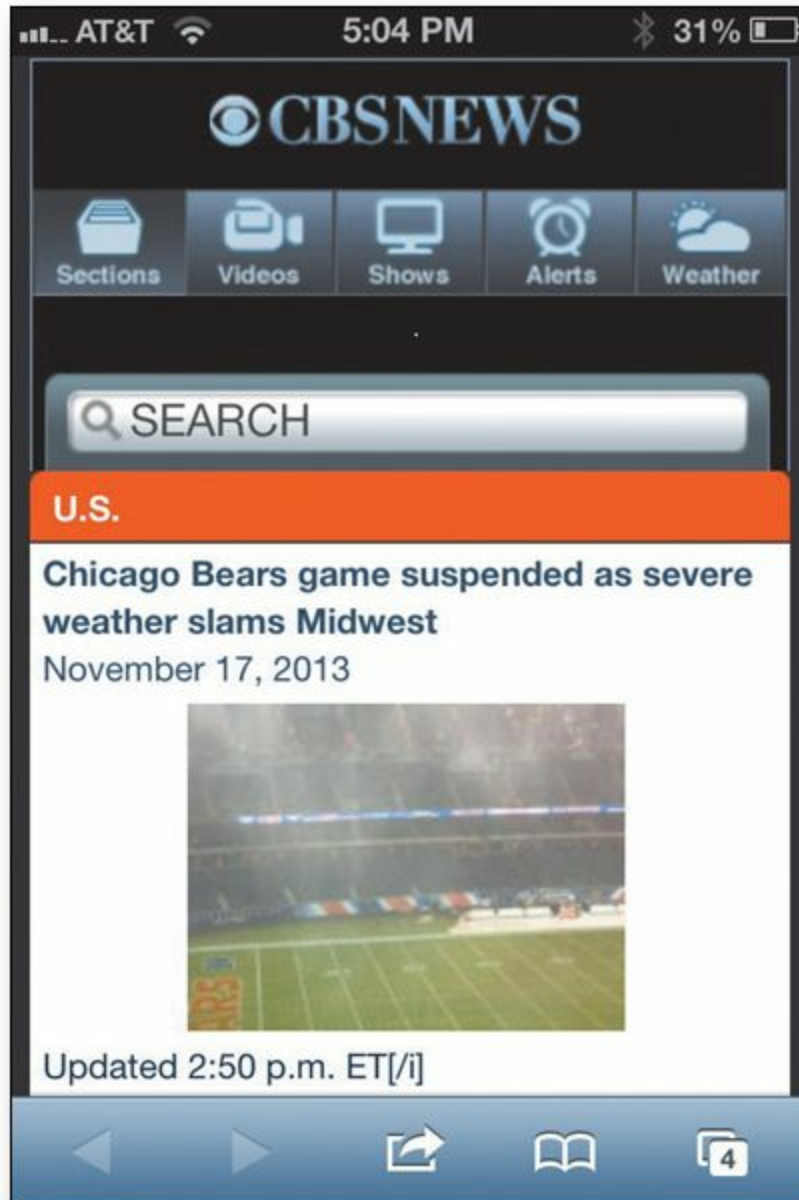 AT&T 5:04 PM 31%
CBSNEWS
Sections Videos Shows Alerts Weather
SEARCH
U.S.
Chicago Bears game suspended as severe
weather slams Midwest
November 17, 2013
ARS
Updated 2:50 p.m. ET[/i]
4